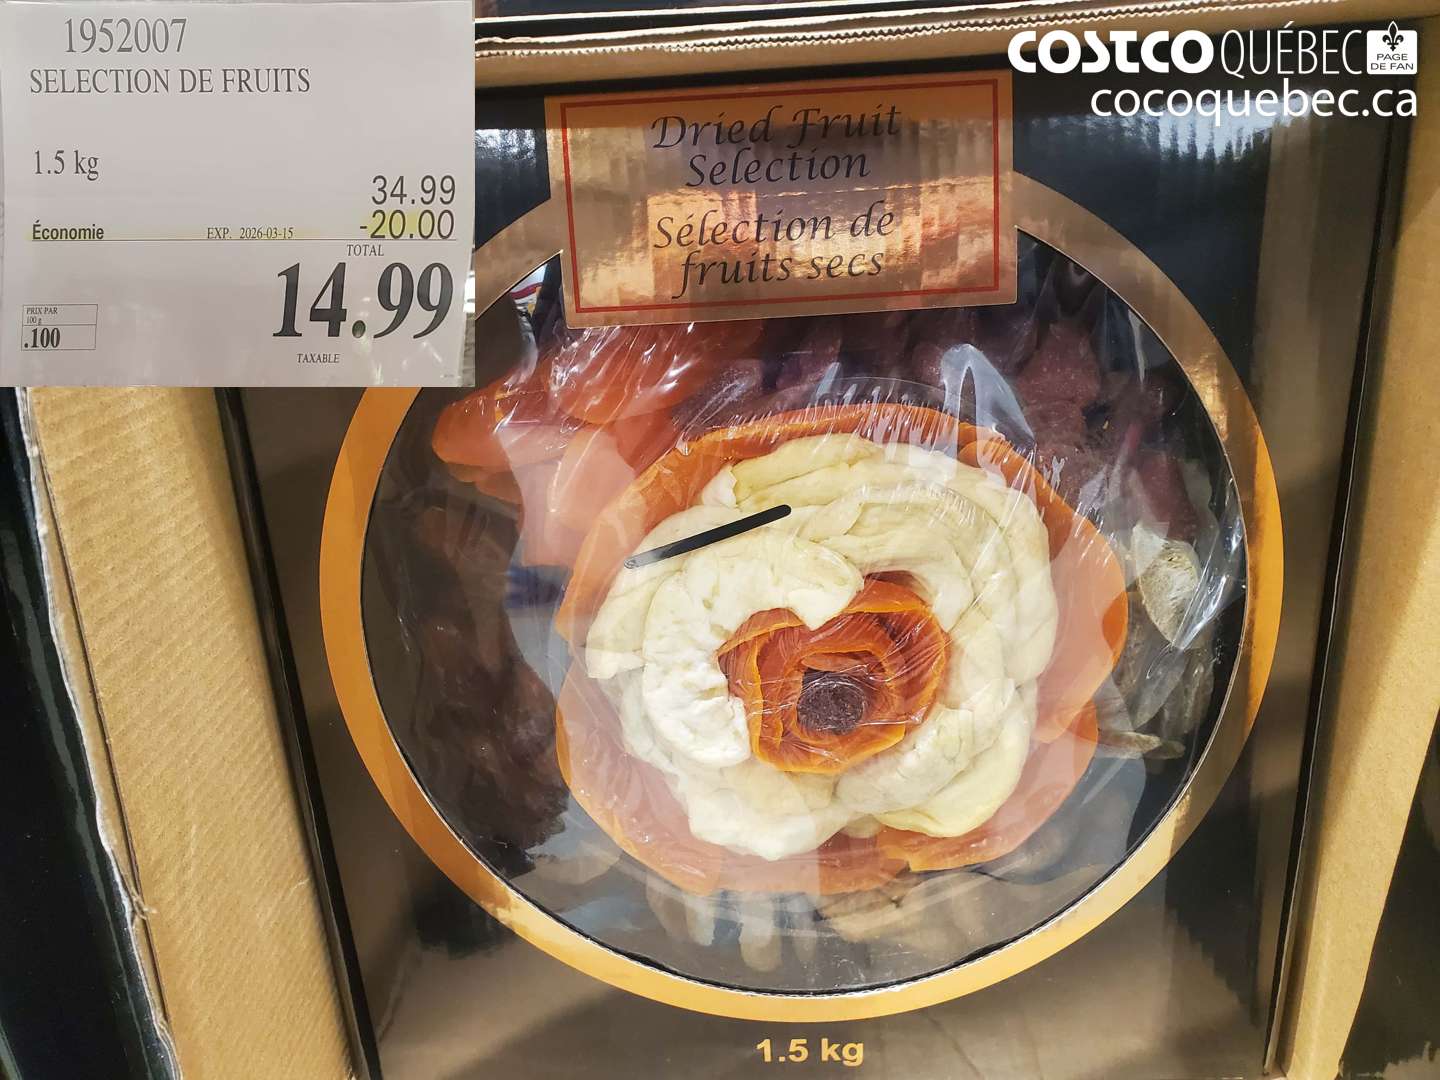 1952007
SELECTION DE FRUITS
1.5 kg
34.99
Économie EXP. 2026-03-15 -20.00
TOTAL
14.99
PRIX PAR
100 g
.100
TAXABLE
COSTCO QUÉBEC PAGE DE FAN
cocoquebec.ca
Dried Fruit
Selection
Sélection de
fruits secs
1.5 kg